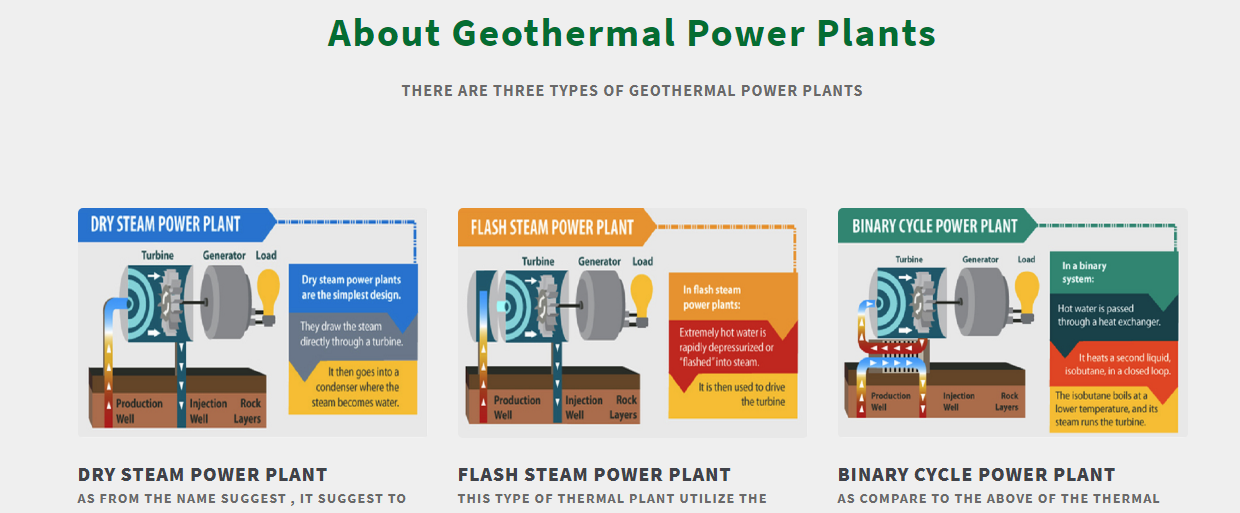 About Geothermal Power Plants
THERE ARE THREE TYPES OF GEOTHERMAL POWER PLANTS
DRY STEAM POWER PLANT
Turbine
Generator
Load
Dry steam power plants
are the simplest design.
They draw the steam
directly through a turbine.
It then goes into a
condenser where the
steam becomes water.
Production
Well
Injection
Well
Rock
Layers
FLASH STEAM POWER PLANT
Turbine
Generator
Load
In flash steam
power plants:
Extremely hot water is
rapidly depressurized or
"flashed" into steam.
It is then used to drive
the turbine
Production
Well
Injection
Well
Rock
Layers
BINARY CYCLE POWER PLANT
Turbine
Generator
Load
In a binary
system:
Hot water is passed
through a heat exchanger.
It heats a second liquid,
isobutane, in a closed loop.
The isobutane boils at a
lower temperature, and its
steam runs the turbine.
Production
Well
Injection
Well
Rock
Layers
DRY STEAM POWER PLANT
AS FROM THE NAME SUGGEST , IT SUGGEST TO
FLASH STEAM POWER PLANT
THIS TYPE OF THERMAL PLANT UTILIZE THE
BINARY CYCLE POWER PLANT
AS COMPARE TO THE ABOVE OF THE THERMAL